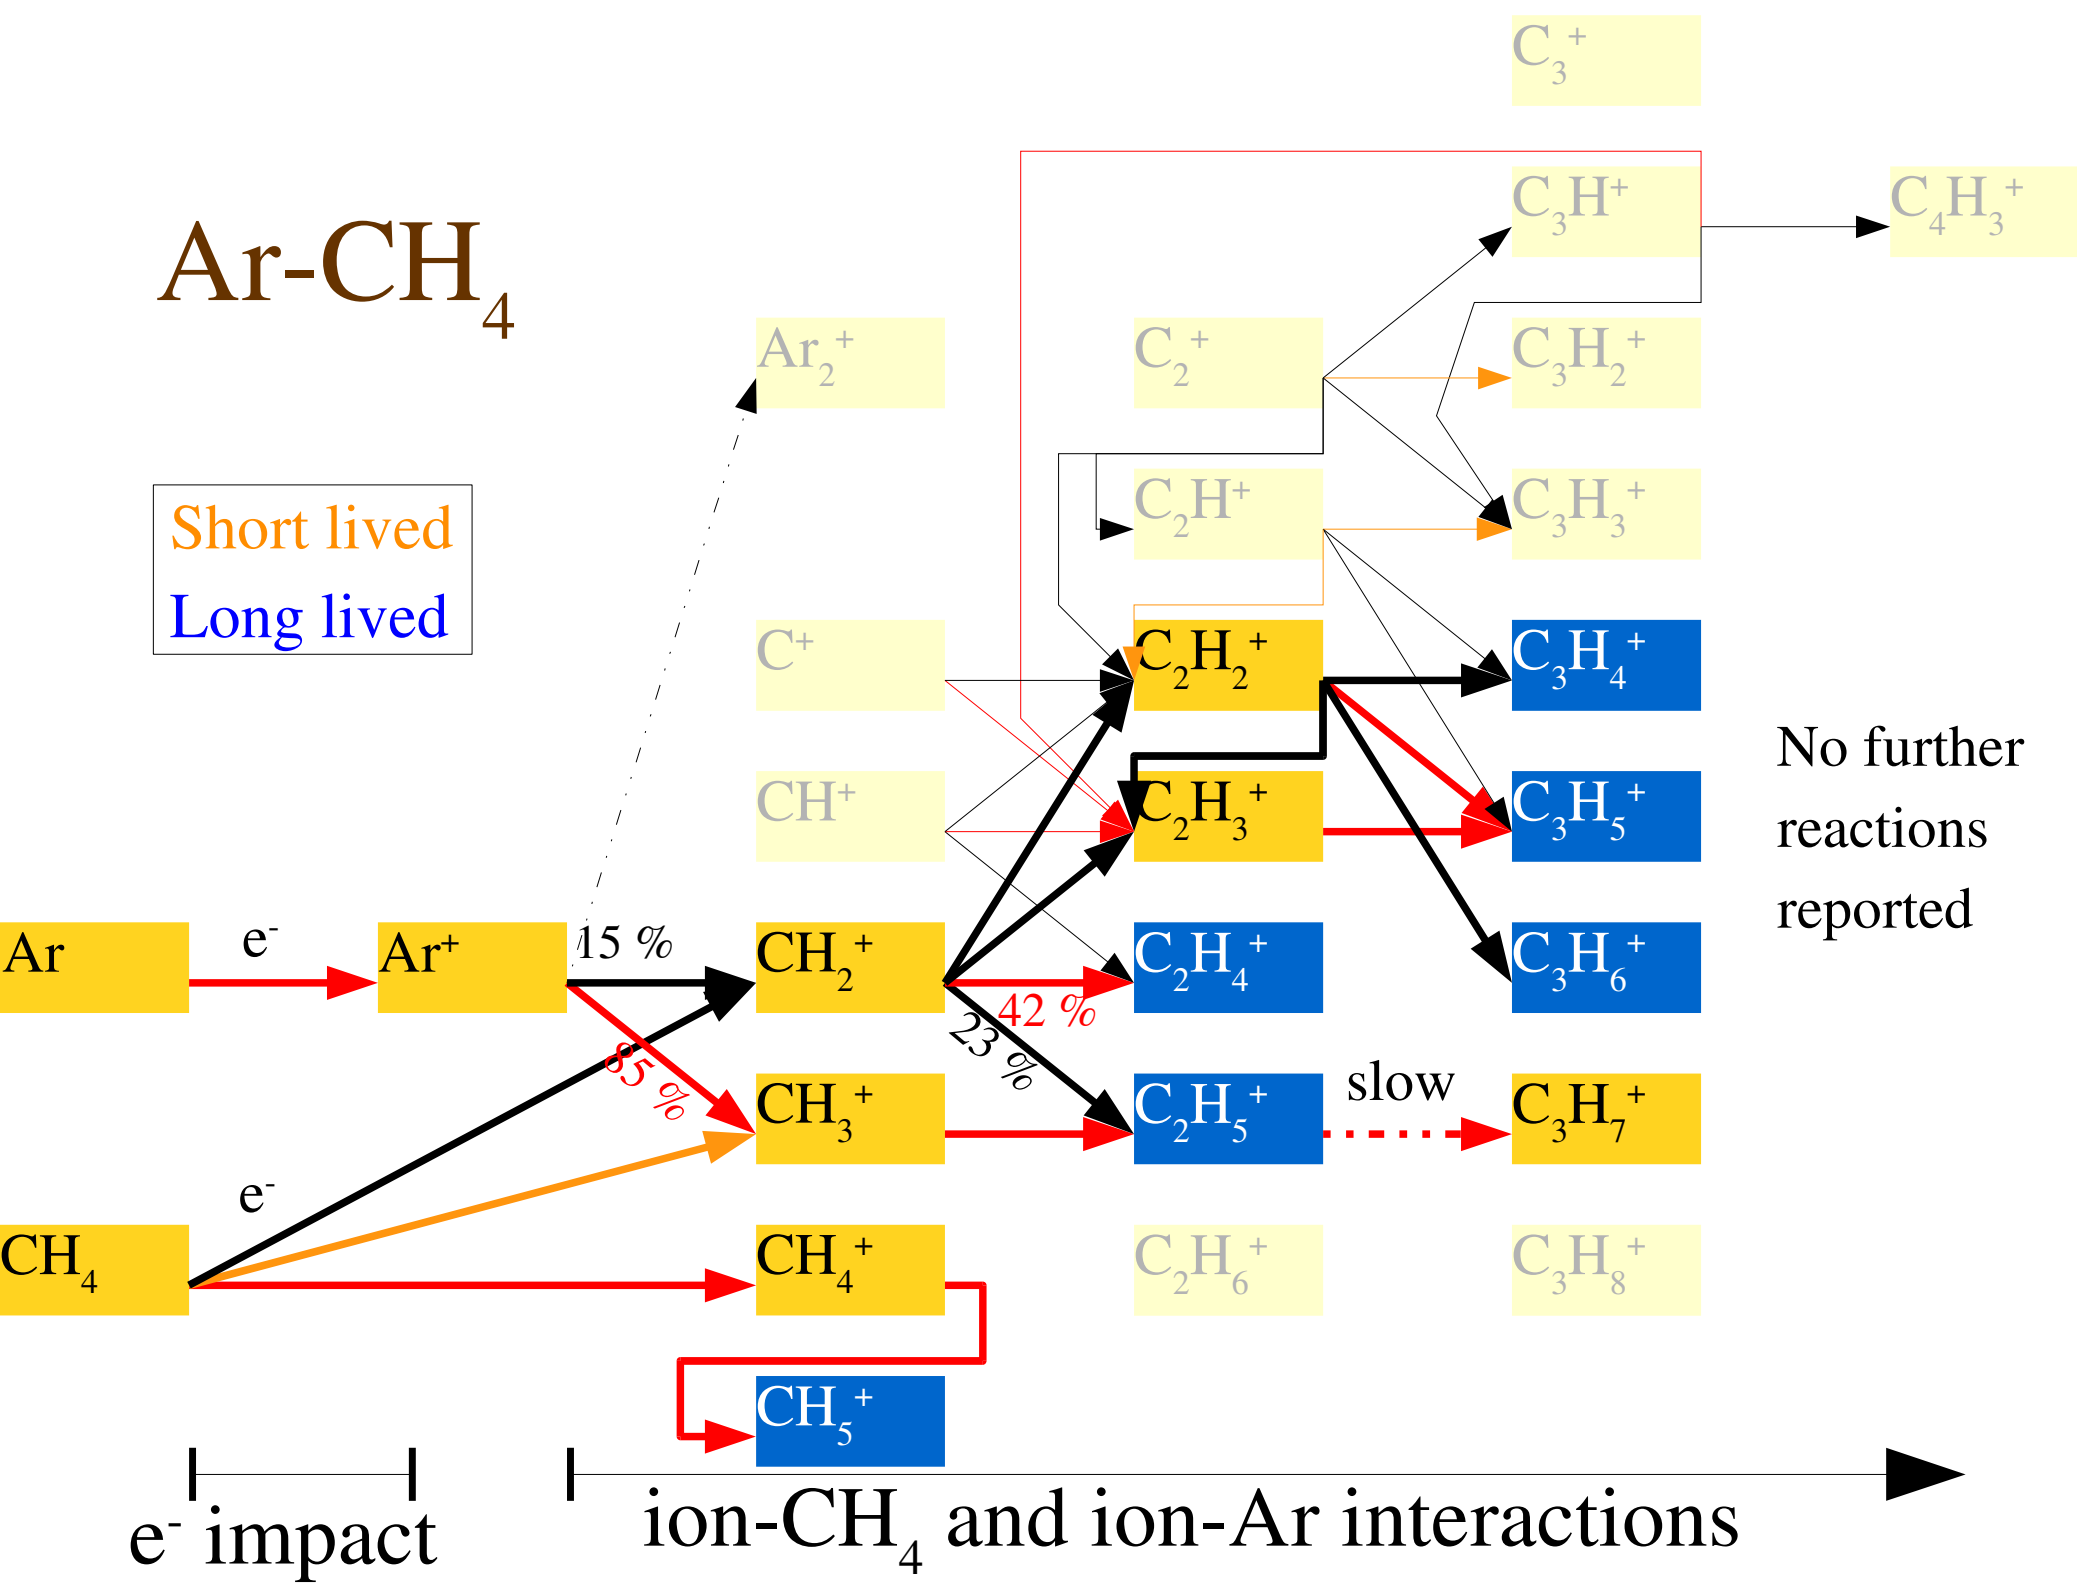 C₃⁺
C₃H⁺
C₄H₃⁺
Ar-CH₄
Ar₂⁺
C₂⁺
C₃H₂⁺
C₂H⁺
C₃H₃⁺
Short lived
Long lived
C⁺
C₂H₂⁺
C₃H₄⁺
CH⁺
C₂H₃⁺
C₃H₅⁺
No further
reactions
reported
Ar
e⁻
Ar⁺
15 %
CH₂⁺
C₂H₄⁺
C₃H₆⁺
42 %
23 %
85 %
CH₃⁺
C₂H₅⁺
slow
C₃H₇⁺
e⁻
CH₄
CH₄⁺
C₂H₆⁺
C₃H₈⁺
CH₅⁺
e⁻ impact
ion-CH₄ and ion-Ar interactions